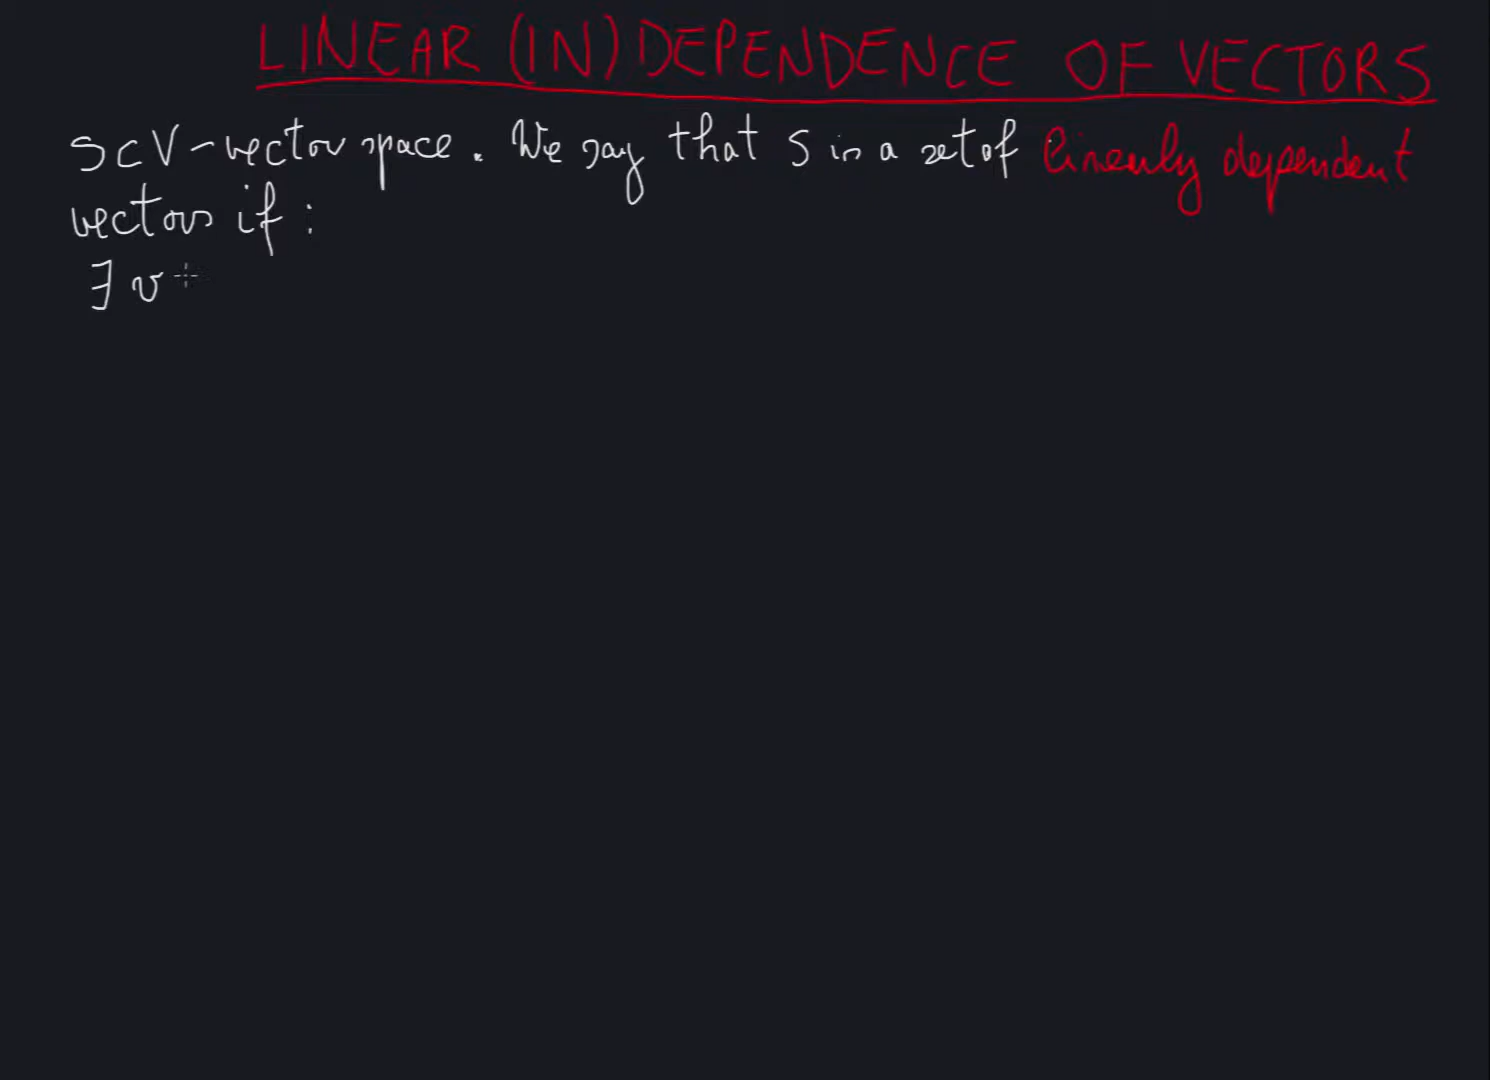 LINEAR (IN)DEPENDENCE OF VECTORS
S ⊂ V - vector space. We say that S is a set of linearly dependent
vectors if :
∃ v